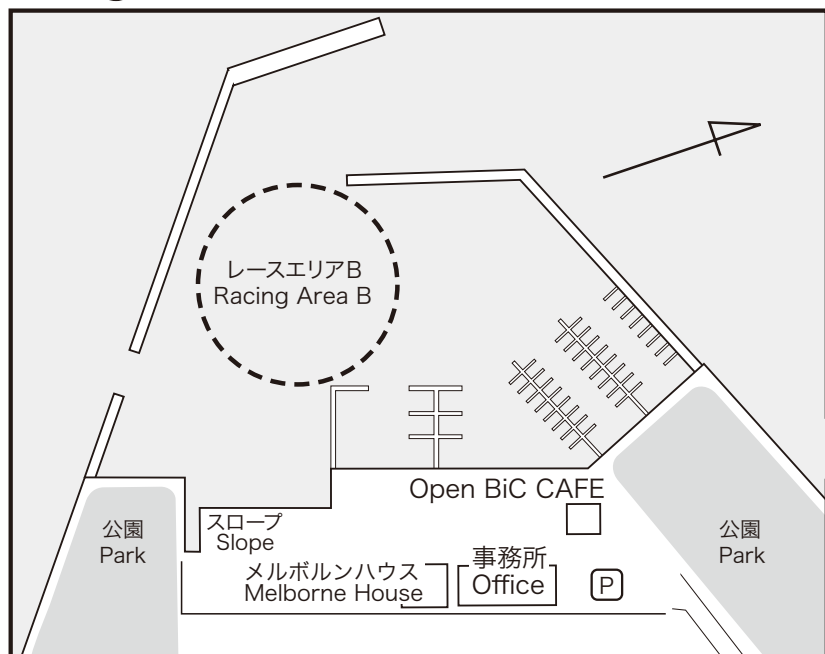 レースエリアB
Racing Area B
Open BiC CAFE
公園
Park
スロープ
Slope
メルボルンハウス
Melborne House
事務所
Office
P
公園
Park